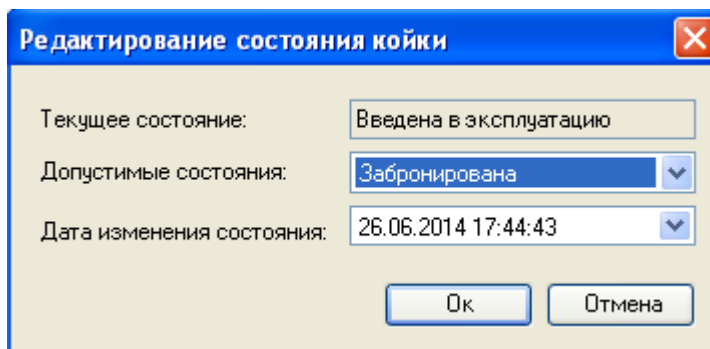 Редактирование состояния койки
Текущее состояние: Введена в эксплуатацию
Допустимые состояния: Забронирована
Дата изменения состояния: 26.06.2014 17:44:43
Ок Отмена